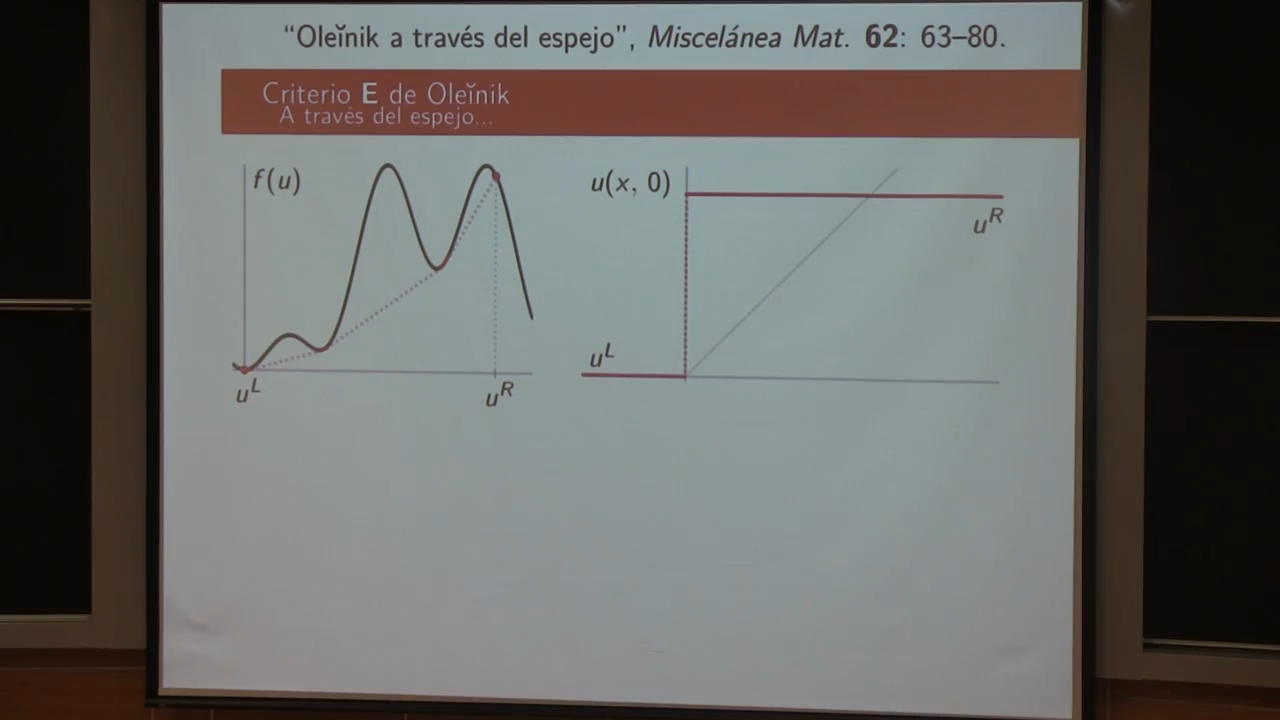 “Oleĭnik a través del espejo”, Miscelánea Mat. 62: 63–80.
Criterio E de Oleĭnik
A través del espejo...
f(u)
u^L
u^R
u(x, 0)
u^R
u^L